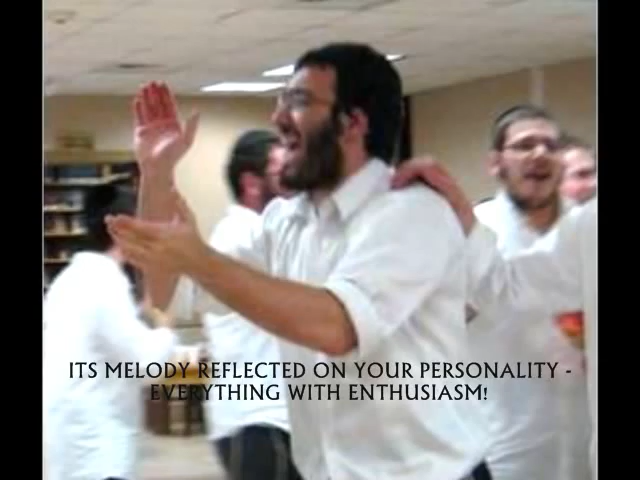 ITS MELODY REFLECTED ON YOUR PERSONALITY -
EVERYTHING WITH ENTHUSIASM!